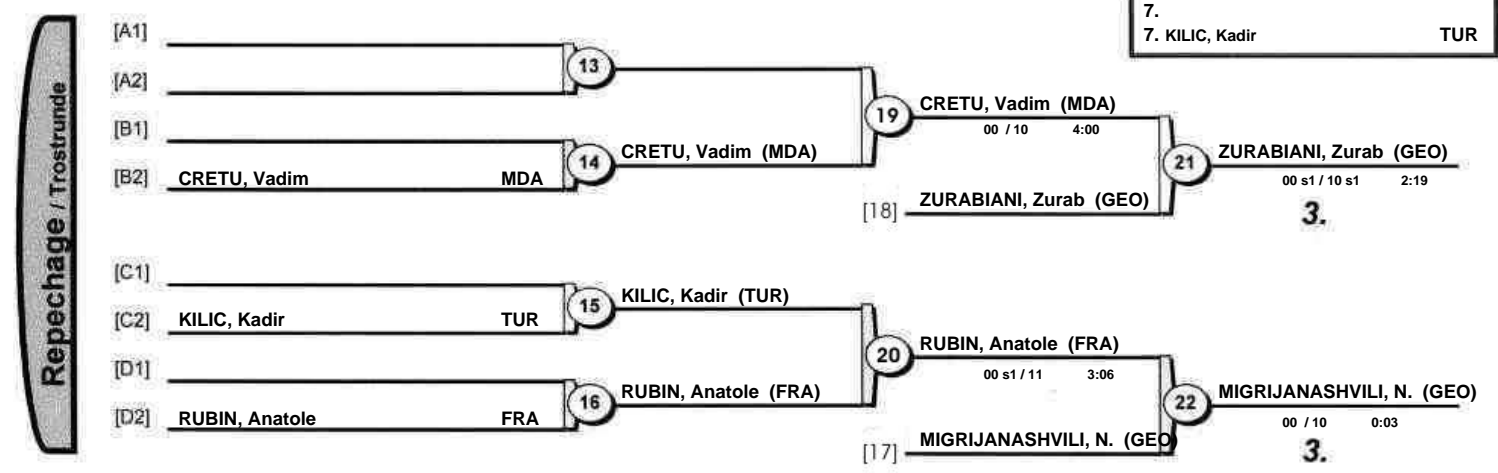 7.
7. KILIC, Kadir TUR
Repechage / Trostrunde
[A1]
13
[A2]
[B1]
19
CRETU, Vadim (MDA)
00 / 10 4:00
14
CRETU, Vadim (MDA)
[B2] CRETU, Vadim MDA
21
ZURABIANI, Zurab (GEO)
00 s1 / 10 s1 2:19
[18] ZURABIANI, Zurab (GEO)
3.
[C1]
15
KILIC, Kadir (TUR)
[C2] KILIC, Kadir TUR
20
RUBIN, Anatole (FRA)
00 s1 / 11 3:06
[D1]
16
RUBIN, Anatole (FRA)
[D2] RUBIN, Anatole FRA
22
MIGRIJANASHVILI, N. (GEO)
00 / 10 0:03
[17] MIGRIJANASHVILI, N. (GEO)
3.